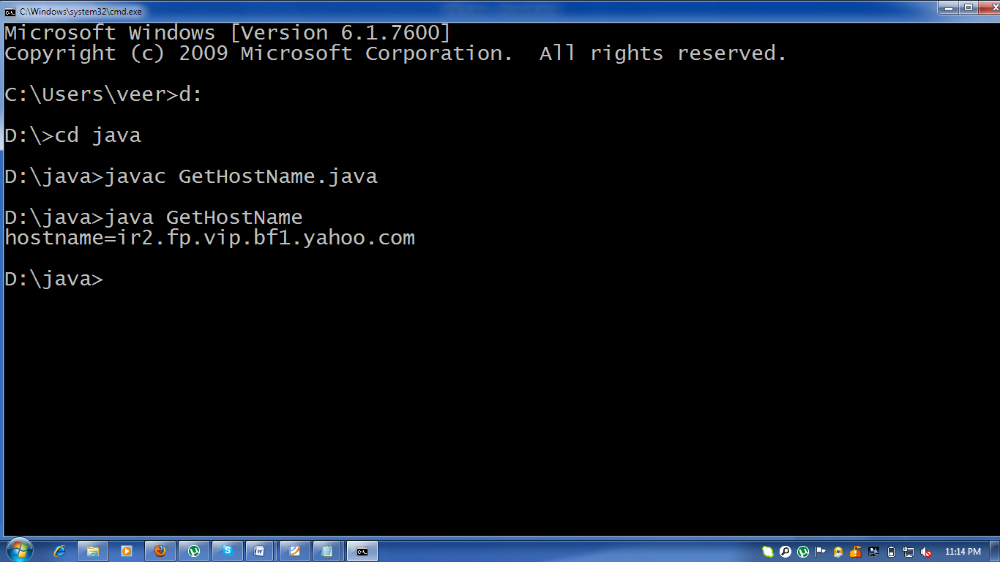 C:\Windows\system32\cmd.exe
Microsoft Windows [Version 6.1.7600]
Copyright (c) 2009 Microsoft Corporation.  All rights reserved.
C:\Users\veer>d:
D:\>cd java
D:\java>javac GetHostName.java
D:\java>java GetHostName
hostname=ir2.fp.vip.bf1.yahoo.com
D:\java>
11:14 PM